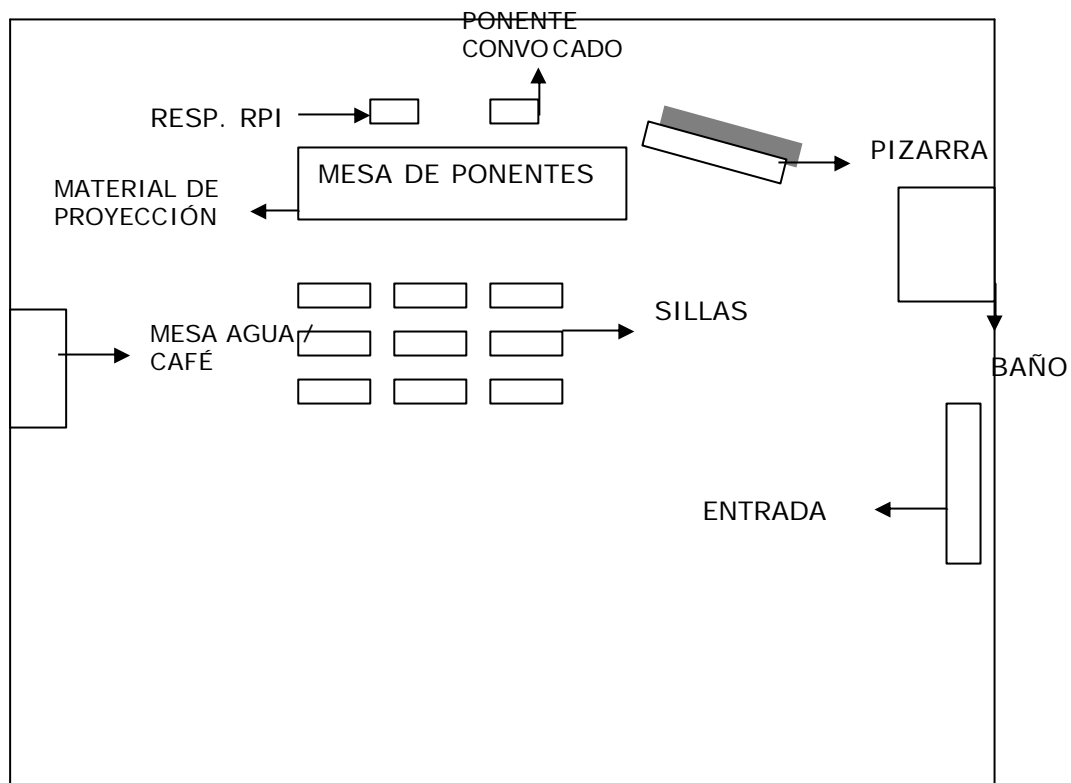 PONENTE
CONVOCADO
RESP. RPI
PIZARRA
MESA DE PONENTES
MATERIAL DE
PROYECCIÓN
SILLAS
MESA AGUA /
CAFÉ
BAÑO
ENTRADA